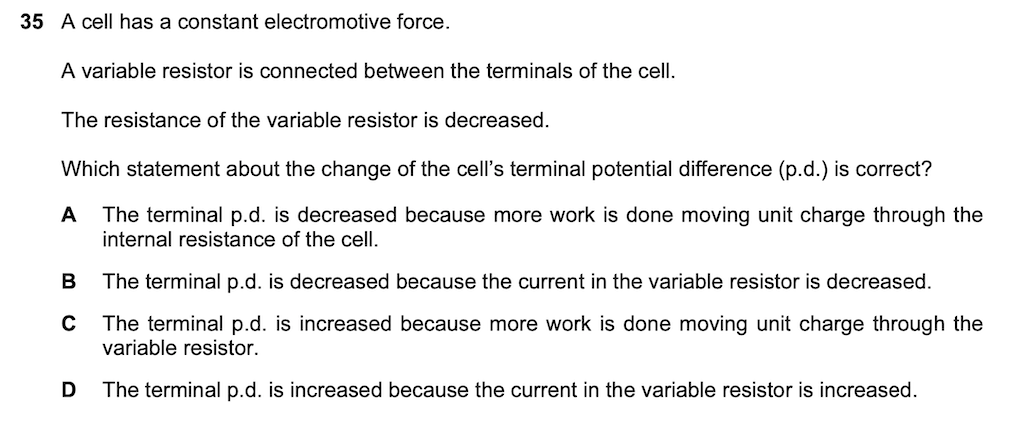 35 A cell has a constant electromotive force.
A variable resistor is connected between the terminals of the cell.
The resistance of the variable resistor is decreased.
Which statement about the change of the cell's terminal potential difference (p.d.) is correct?
A The terminal p.d. is decreased because more work is done moving unit charge through the
internal resistance of the cell.
B The terminal p.d. is decreased because the current in the variable resistor is decreased.
C The terminal p.d. is increased because more work is done moving unit charge through the
variable resistor.
D The terminal p.d. is increased because the current in the variable resistor is increased.